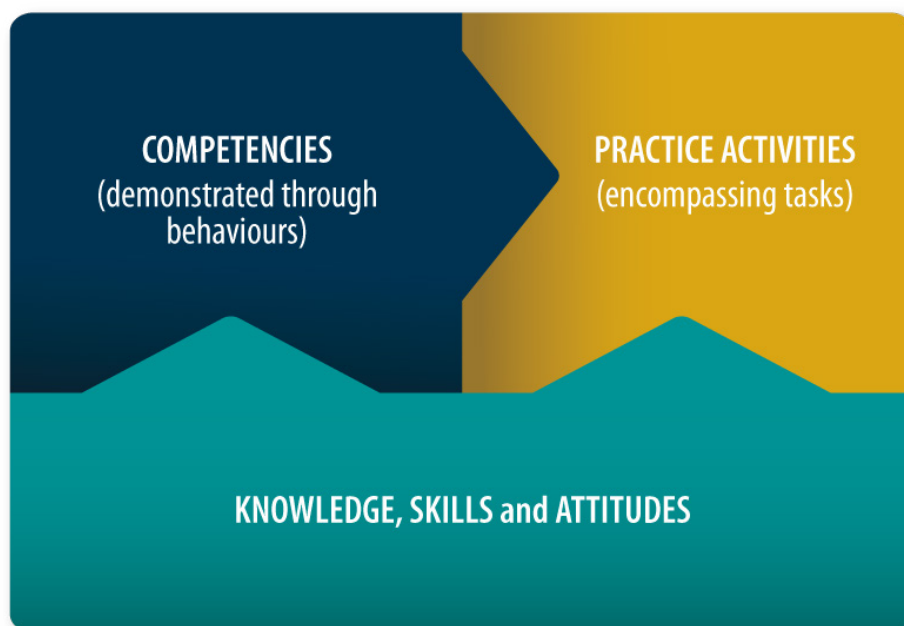 COMPETENCIES
(demonstrated through
behaviours)
PRACTICE ACTIVITIES
(encompassing tasks)
KNOWLEDGE, SKILLS and ATTITUDES